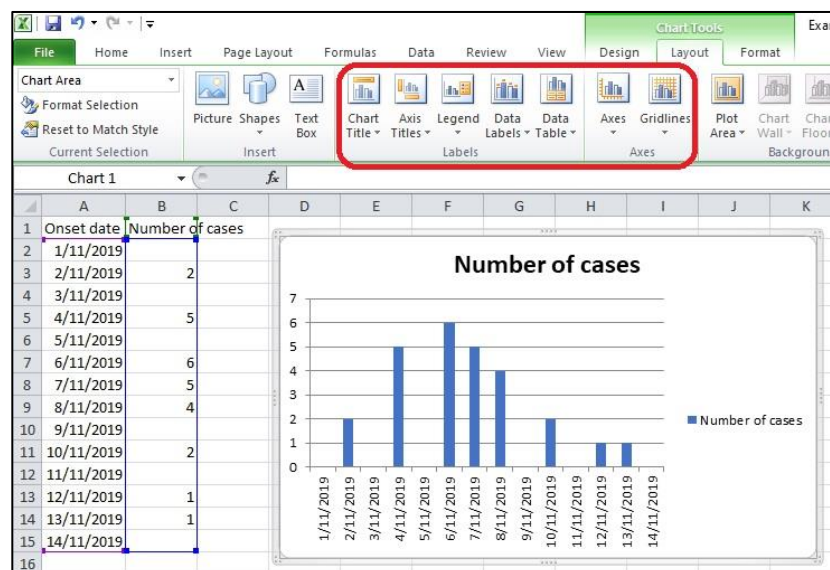 Chart Tools Exa
File Home Insert Page Layout Formulas Data Review View Design Layout Format
Chart Area
Format Selection
Reset to Match Style
Current Selection
Picture Shapes Text Box
Insert
Chart Title Axis Titles Legend Data Labels Data Table
Labels
Axes Gridlines
Axes
Plot Area Chart Wall Char Floor
Backgroun
Chart 1 fx
A B C D E F G H I J K
1 Onset date Number of cases
2 1/11/2019
3 2/11/2019 2
4 3/11/2019
5 4/11/2019 5
6 5/11/2019
7 6/11/2019 6
8 7/11/2019 5
9 8/11/2019 4
10 9/11/2019
11 10/11/2019 2
12 11/11/2019
13 12/11/2019 1
14 13/11/2019 1
15 14/11/2019
16
Number of cases
7
6
5
4
3
2
1
0
1/11/2019
2/11/2019
3/11/2019
4/11/2019
5/11/2019
6/11/2019
7/11/2019
8/11/2019
9/11/2019
10/11/2019
11/11/2019
12/11/2019
13/11/2019
14/11/2019
Number of cases